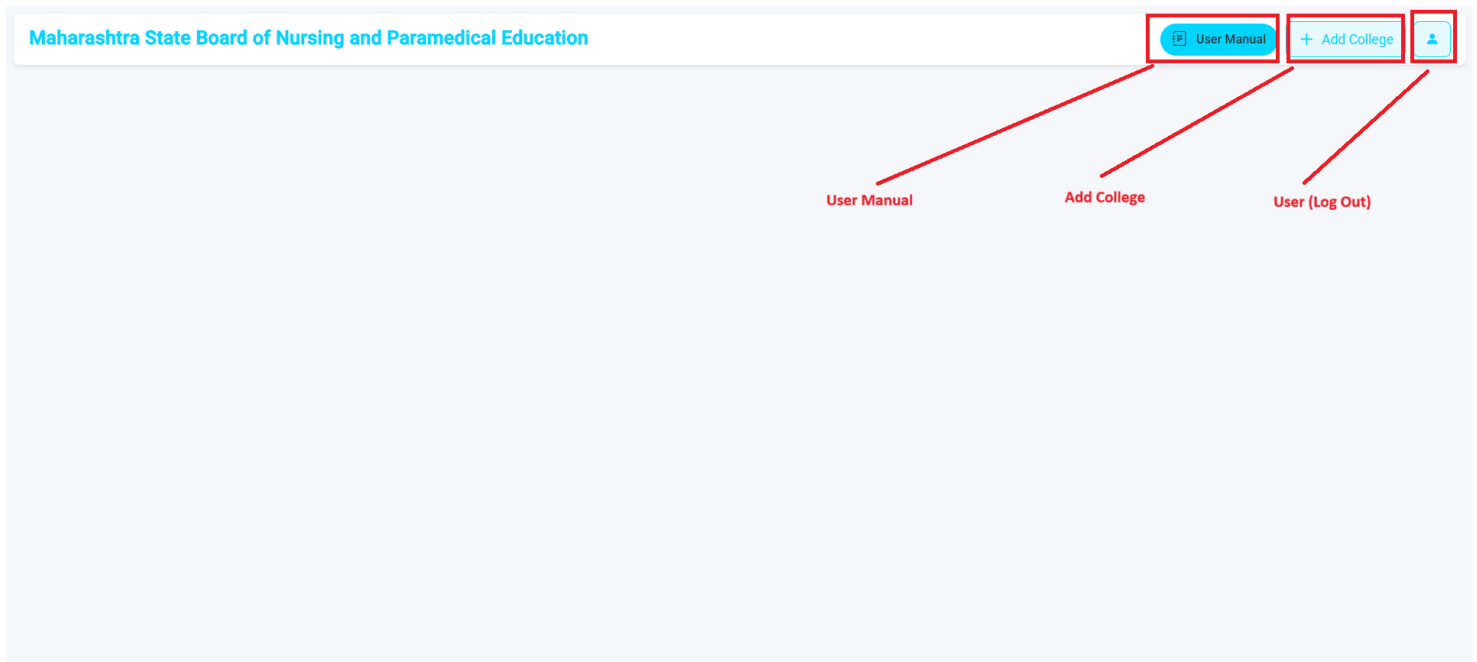 Maharashtra State Board of Nursing and Paramedical Education
User Manual
+ Add College
User Manual
Add College
User (Log Out)